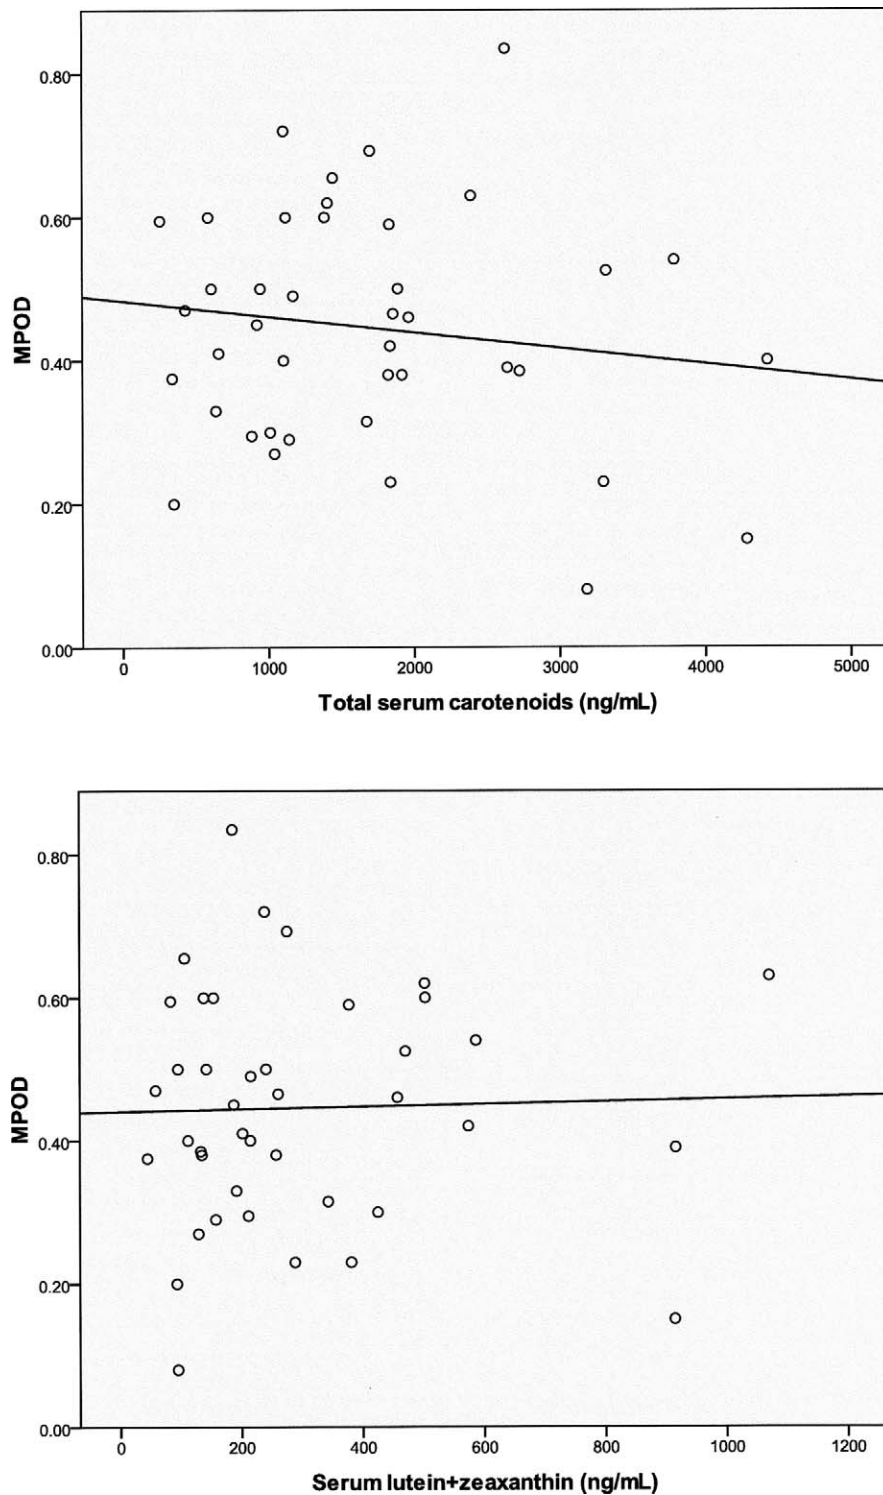 0.80
0.60
MPOD
0.40
0.20
0.00
0 1000 2000 3000 4000 5000
Total serum carotenoids (ng/mL)
0.80
0.60
MPOD
0.40
0.20
0.00
0 200 400 600 800 1000 1200
Serum lutein+zeaxanthin (ng/mL)